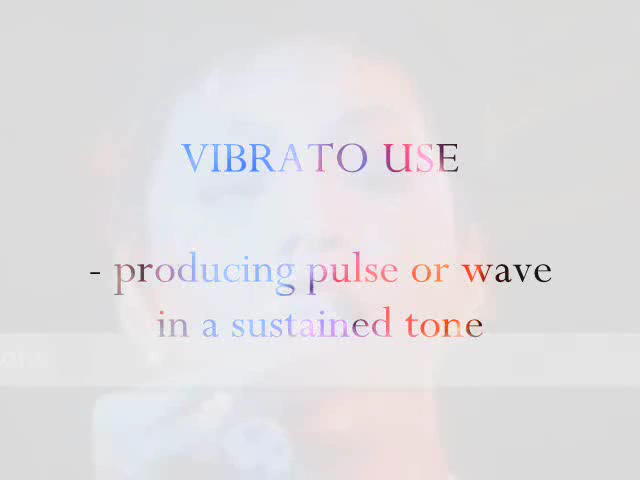 VIBRATO USE
- producing pulse or wave
in a sustained tone